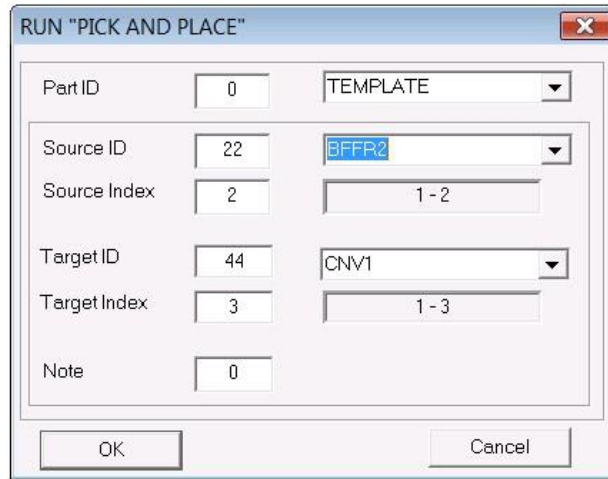 RUN "PICK AND PLACE"
Part ID 0 TEMPLATE
Source ID 22 BFFR2
Source Index 2 1 - 2
Target ID 44 CNV1
Target Index 3 1 - 3
Note 0
OK Cancel